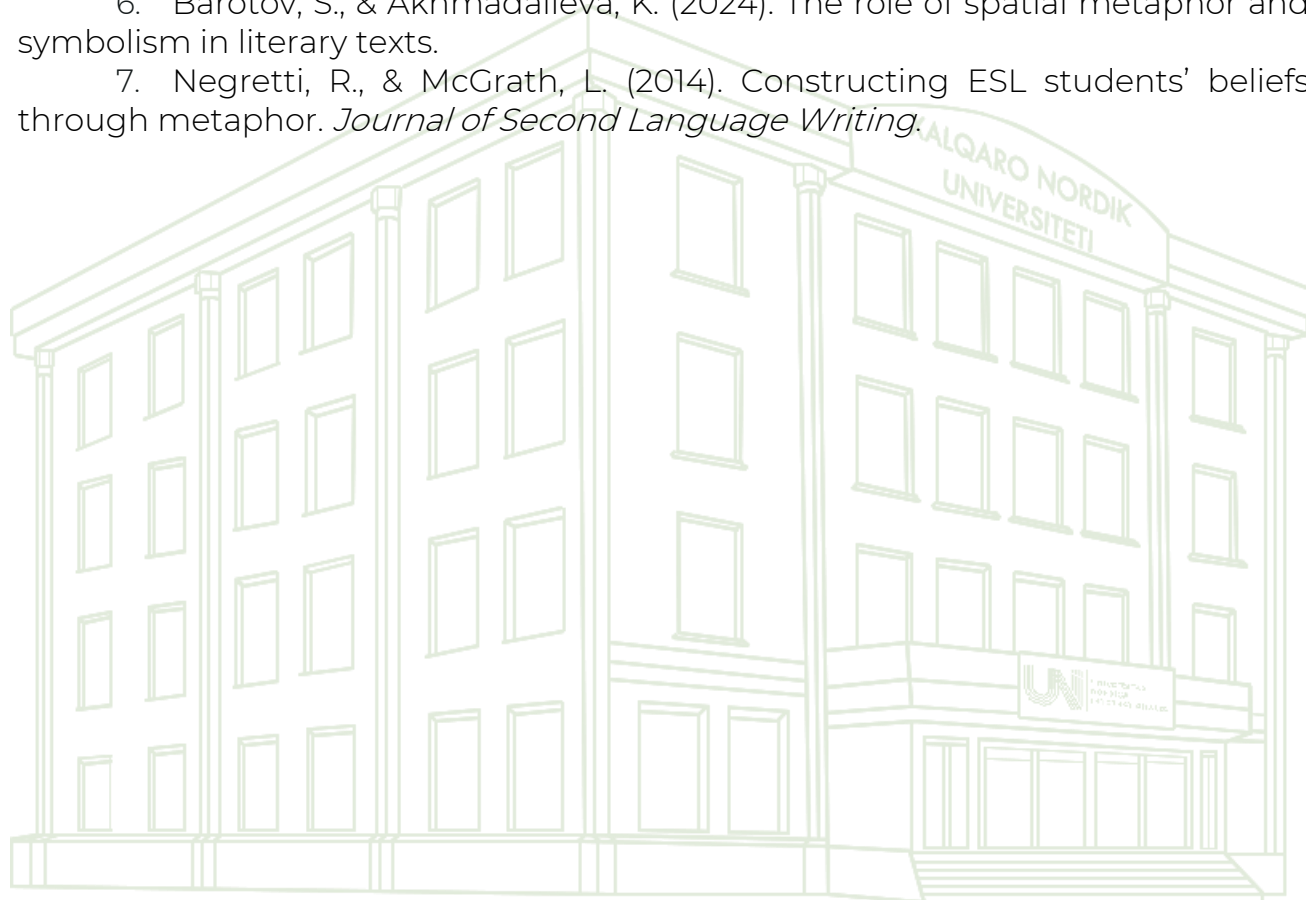 6. Barotov, S., & Akhmadalieva, K. (2024). The role of spatial metaphor and
symbolism in literary texts.
7. Negretti, R., & McGrath, L. (2014). Constructing ESL students’ beliefs
through metaphor. Journal of Second Language Writing.
XALQARO NORDIK
UNIVERSITETI
UNI